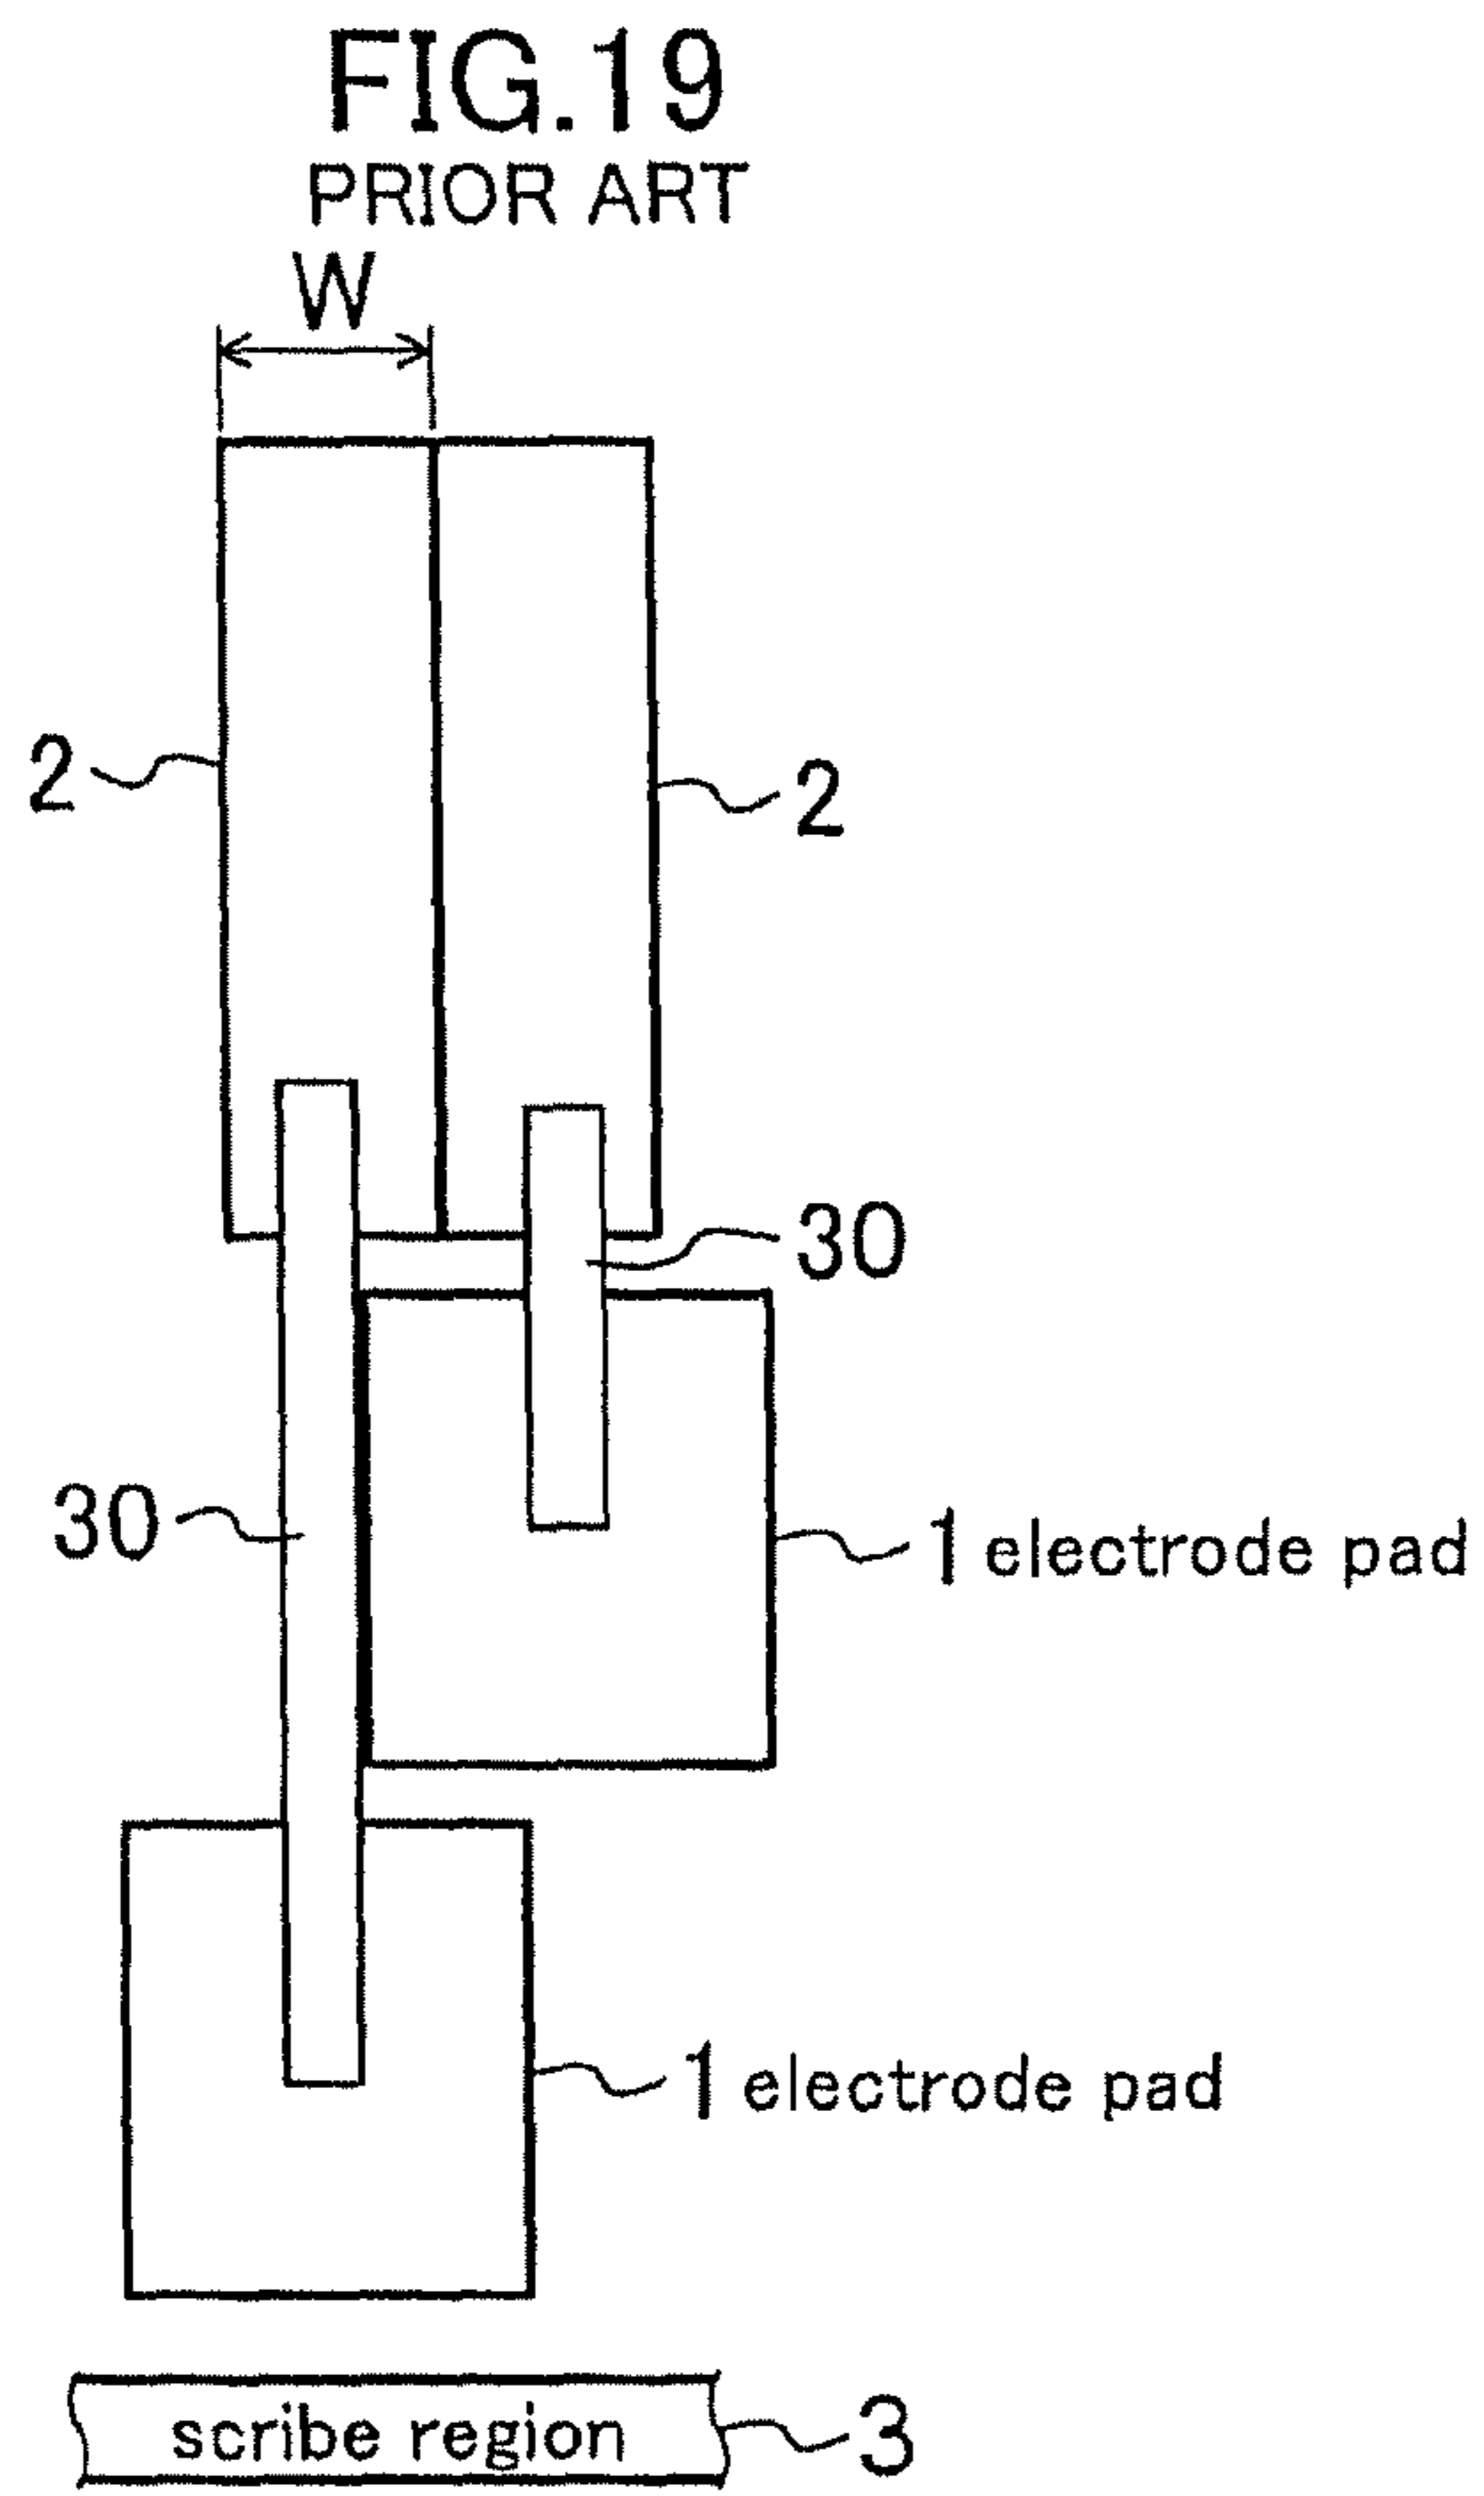 FIG.19
PRIOR ART
W
2
2
30
30
1 electrode pad
1 electrode pad
scribe region
3